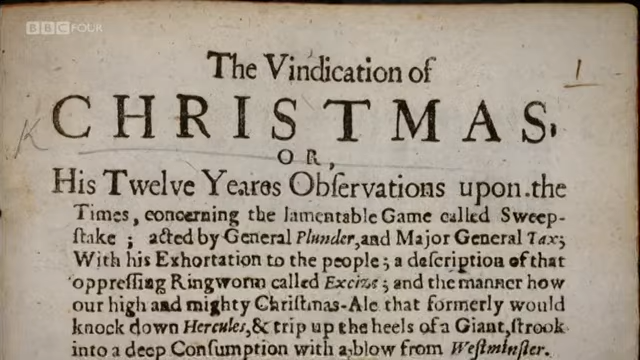 BBC FOUR
The Vindication of
1
CHRISTMAS,
K
OR,
His Twelve Yeares Obſervations upon.the
Times, concerning the lamentable Game called Sweep-
ſtake ; acted by General Plunder, and Major General Tax;
With his Exhortation to the people ; a deſcription of that
oppreſſing Ringworm called Excize ; and the manner how
our high and mighty Chriſtmas-Ale that formerly would
knock down Hercules, & trip up the heels of a Giant, ſtrook
into a deep Conſumption with a blow from Weſtminſter.